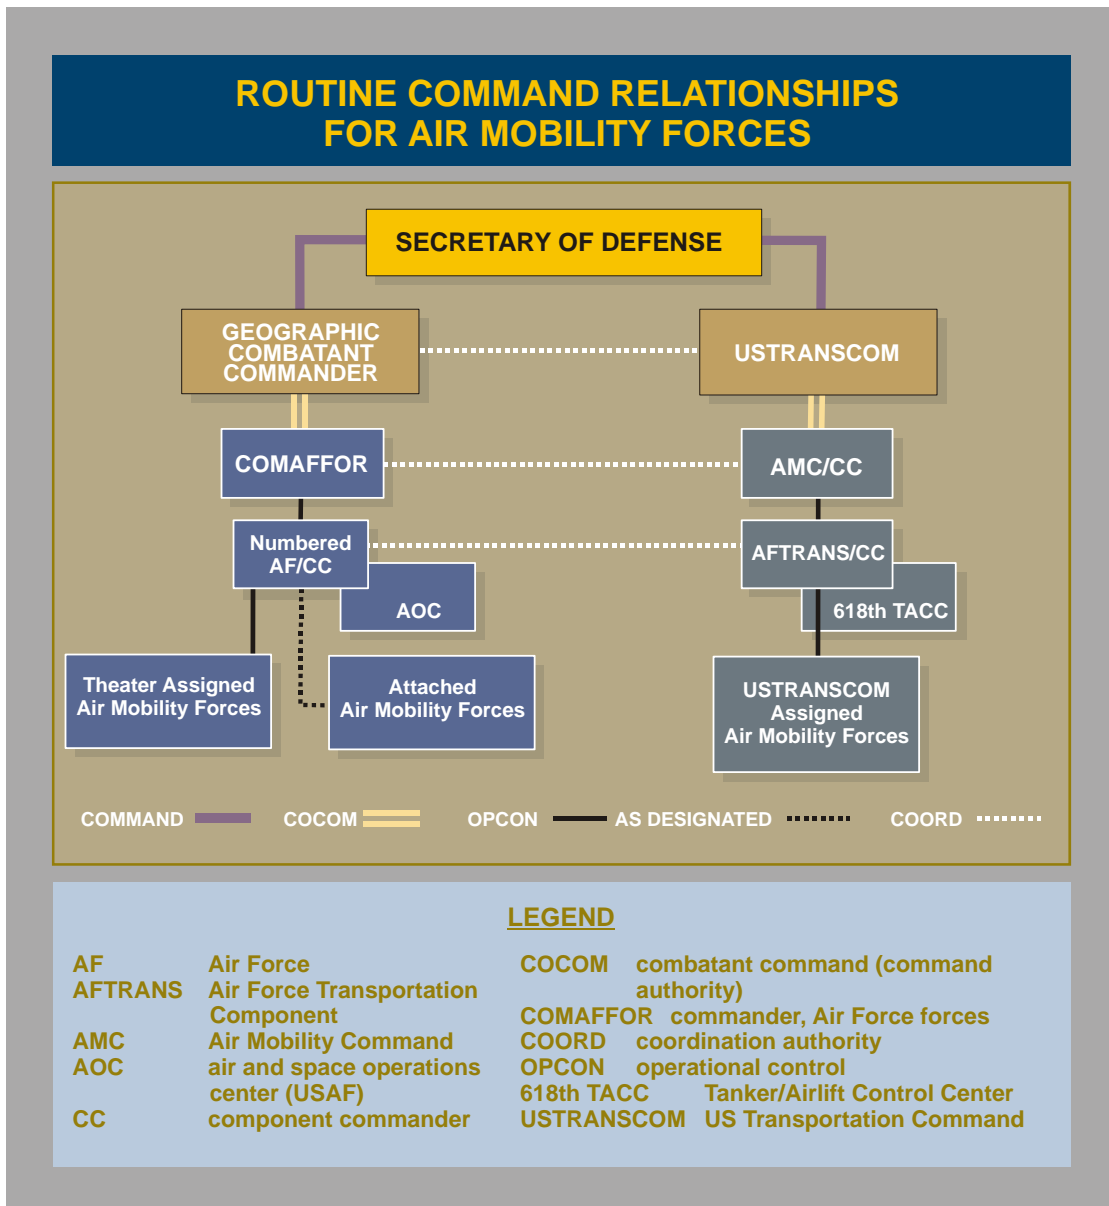 ROUTINE COMMAND RELATIONSHIPS
FOR AIR MOBILITY FORCES
SECRETARY OF DEFENSE
GEOGRAPHIC
COMBATANT
COMMANDER
USTRANSCOM
COMAFFOR
AMC/CC
Numbered
AF/CC
AFTRANS/CC
AOC
618th TACC
Theater Assigned
Air Mobility Forces
Attached
Air Mobility Forces
USTRANSCOM
Assigned
Air Mobility Forces
COMMAND COCOM OPCON AS DESIGNATED COORD
LEGEND
AF Air Force
AFTRANS Air Force Transportation
Component
AMC Air Mobility Command
AOC air and space operations
center (USAF)
CC component commander
COCOM combatant command (command
authority)
COMAFFOR commander, Air Force forces
COORD coordination authority
OPCON operational control
618th TACC Tanker/Airlift Control Center
USTRANSCOM US Transportation Command